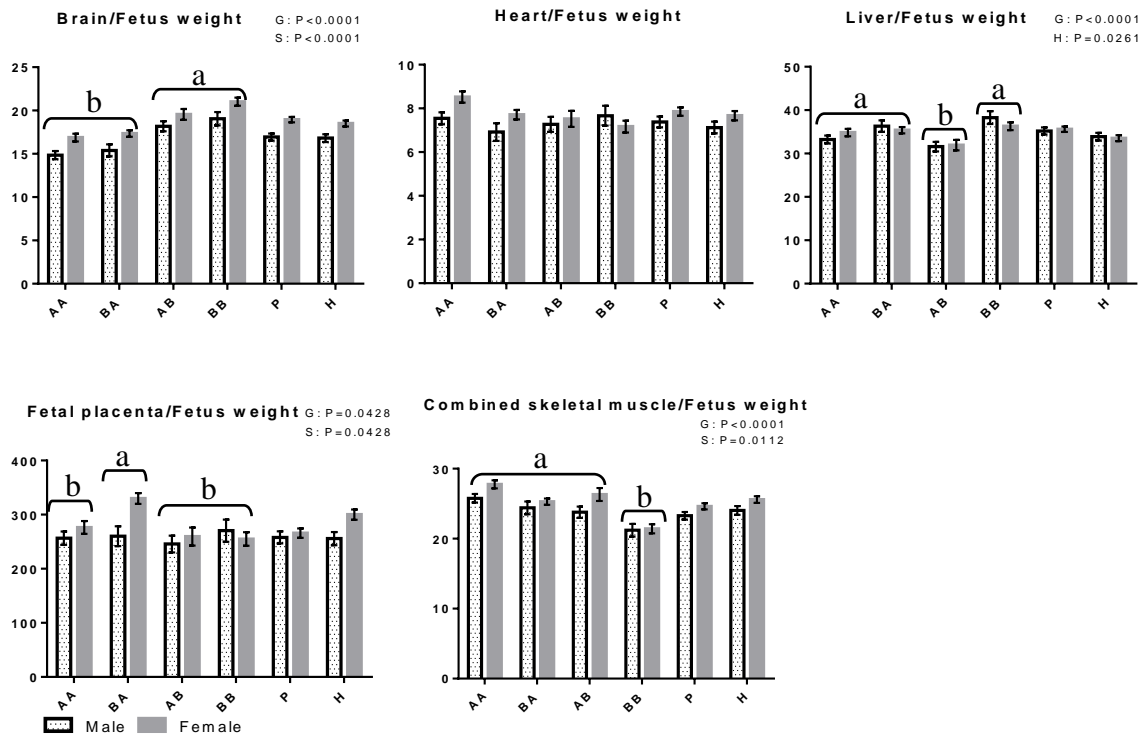 Brain/Fetus weight
G: P<0.0001
S: P<0.0001
b
a
25
20
15
10
5
0
AA
BA
AB
BB
P
H
Heart/Fetus weight
10
8
6
4
2
0
AA
BA
AB
BB
P
H
Liver/Fetus weight
G: P<0.0001
H: P=0.0261
a
b
a
50
40
30
20
10
0
AA
BA
AB
BB
P
H
Fetal placenta/Fetus weight
G: P=0.0428
S: P=0.0428
b
a
b
400
300
200
100
0
AA
BA
AB
BB
P
H
Combined skeletal muscle/Fetus weight
G: P<0.0001
S: P=0.0112
a
b
30
20
10
0
AA
BA
AB
BB
P
H
Male
Female